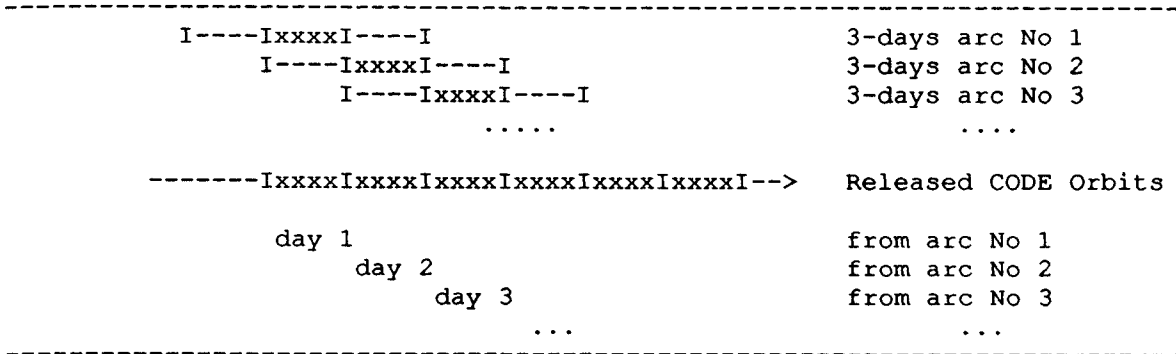 --------------------------------------------------------------------------
I----IxxxxI----I 3-days arc No 1
I----IxxxxI----I 3-days arc No 2
I----IxxxxI----I 3-days arc No 3
..... ....
-------IxxxxIxxxxIxxxxIxxxxIxxxxIxxxxI--> Released CODE Orbits
day 1 from arc No 1
day 2 from arc No 2
day 3 from arc No 3
... ...
--------------------------------------------------------------------------